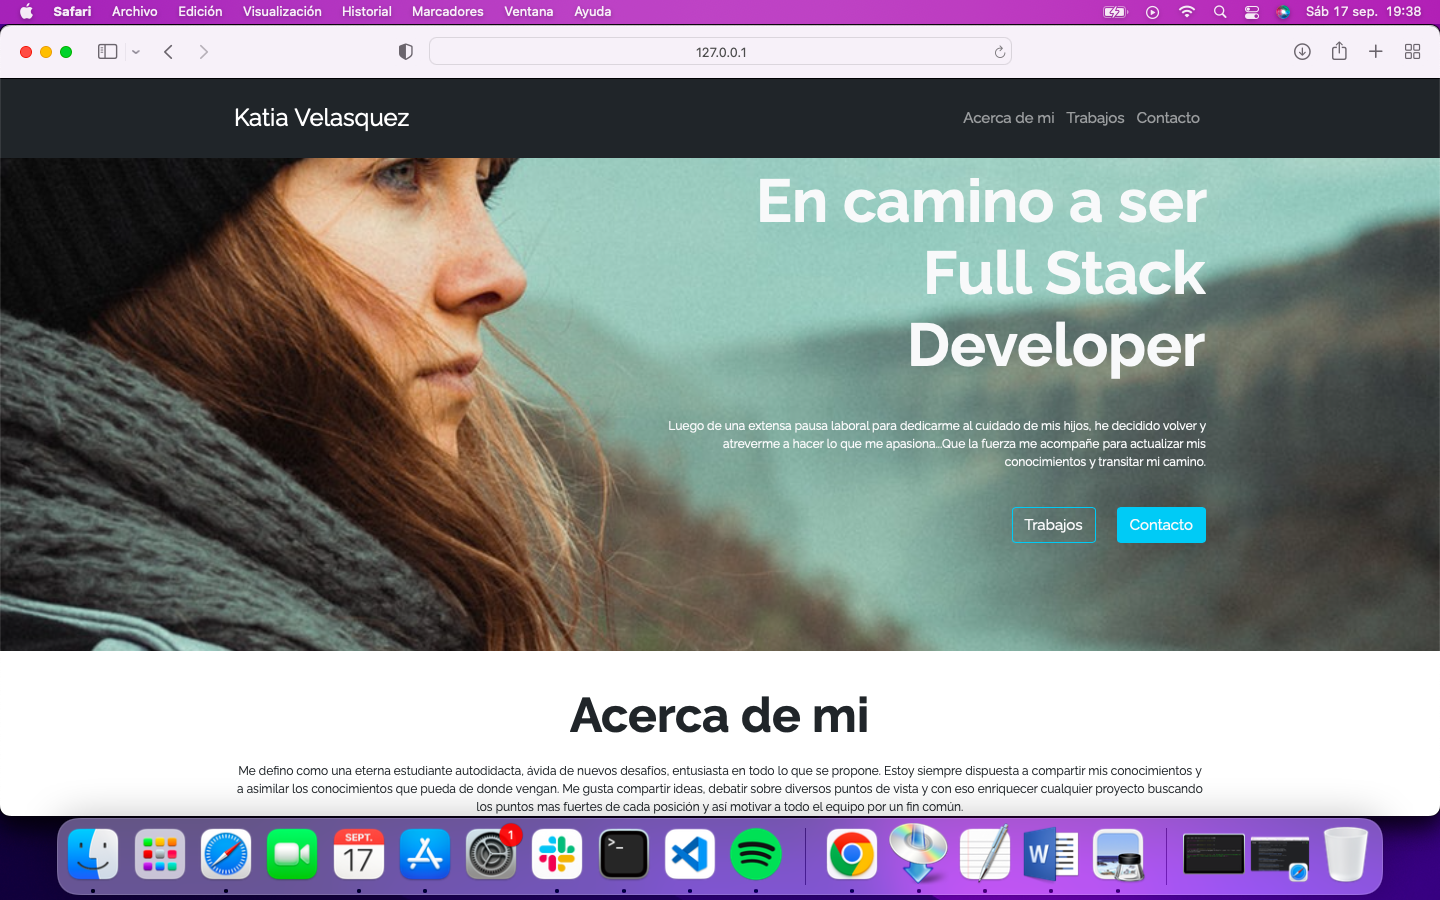 Safari Archivo Edición Visualización Historial Marcadores Ventana Ayuda Sáb 17 sep. 19:38
127.0.0.1
Katia Velasquez Acerca de mi Trabajos Contacto
En camino a ser
Full Stack
Developer
Luego de una extensa pausa laboral para dedicarme al cuidado de mis hijos, he decidido volver y
atreverme a hacer lo que me apasiona...Que la fuerza me acompañe para actualizar mis
conocimientos y transitar mi camino.
Trabajos Contacto
Acerca de mi
Me defino como una eterna estudiante autodidacta, ávida de nuevos desafíos, entusiasta en todo lo que se propone. Estoy siempre dispuesta a compartir mis conocimientos y
a asimilar los conocimientos que pueda de donde vengan. Me gusta compartir ideas, debatir sobre diversos puntos de vista y con eso enriquecer cualquier proyecto buscando
los puntos mas fuertes de cada posición y así motivar a todo el equipo por un fin común.
SEPT.
17
1
>_
W